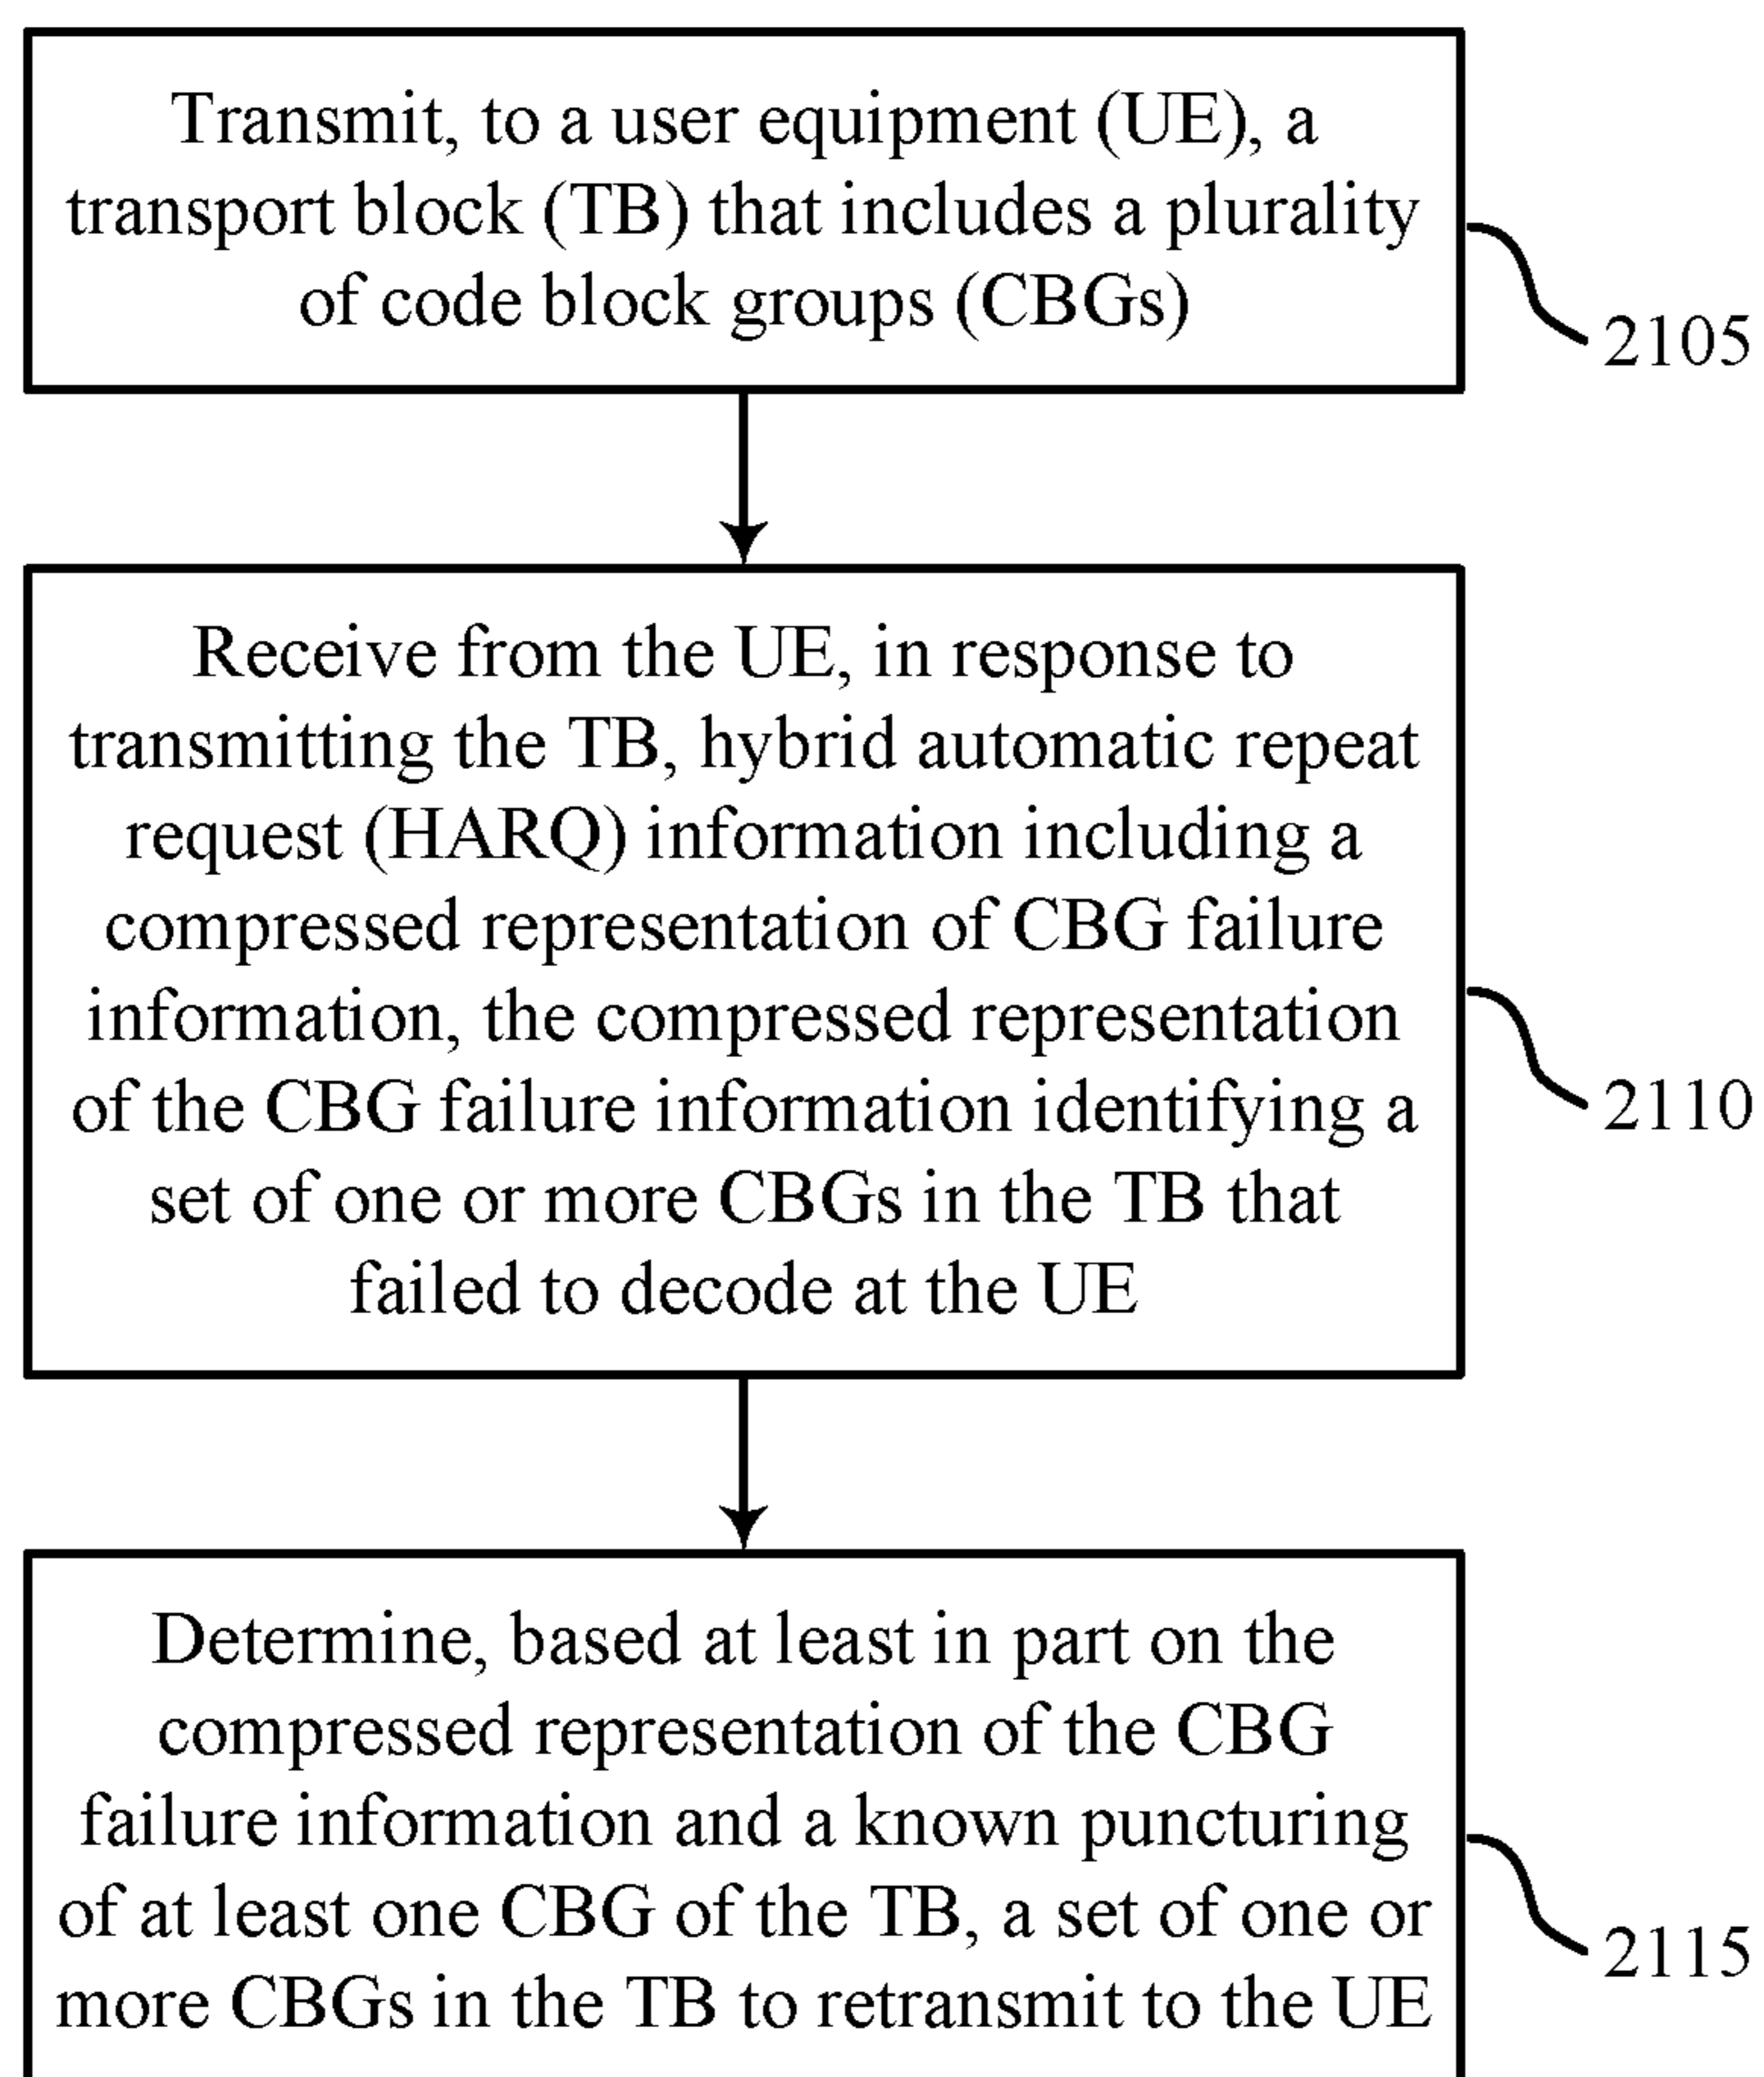 Transmit, to a user equipment (UE), a
transport block (TB) that includes a plurality
of code block groups (CBGs)
2105
Receive from the UE, in response to
transmitting the TB, hybrid automatic repeat
request (HARQ) information including a
compressed representation of CBG failure
information, the compressed representation
of the CBG failure information identifying a
set of one or more CBGs in the TB that
failed to decode at the UE
2110
Determine, based at least in part on the
compressed representation of the CBG
failure information and a known puncturing
of at least one CBG of the TB, a set of one or
more CBGs in the TB to retransmit to the UE
2115